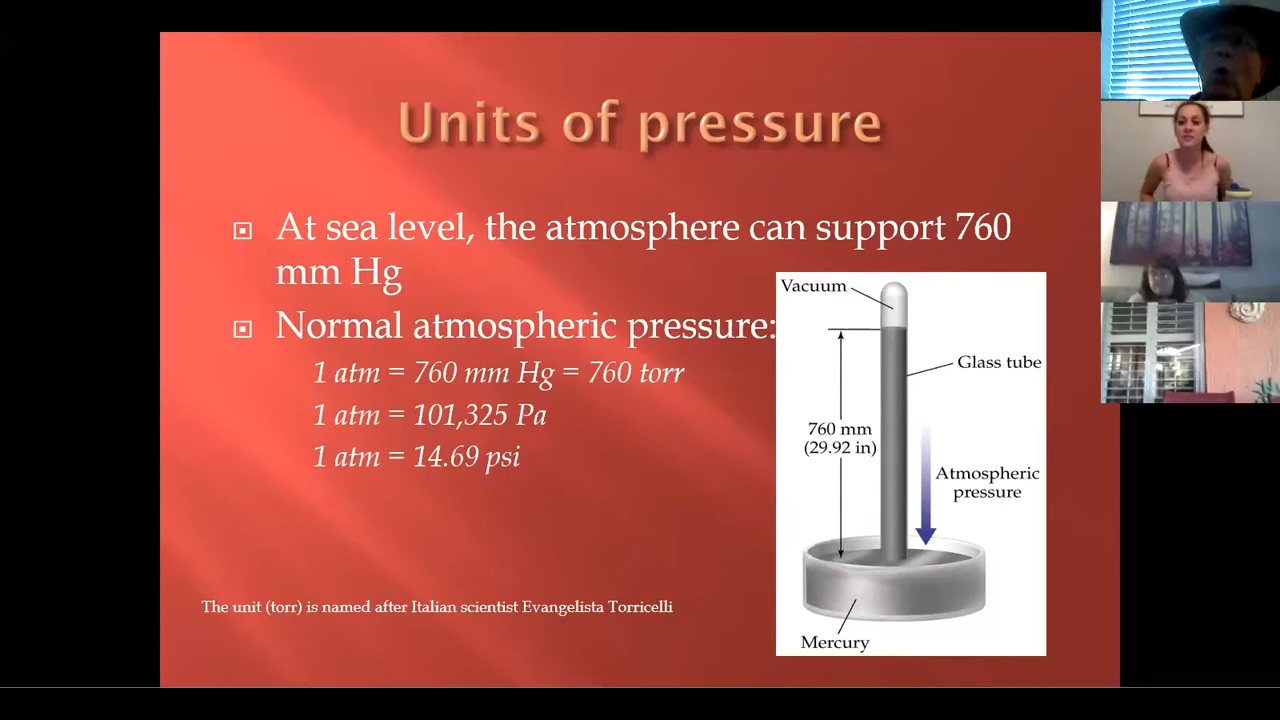 Units of pressure
At sea level, the atmosphere can support 760
mm Hg
Normal atmospheric pressure:
1 atm = 760 mm Hg = 760 torr
1 atm = 101,325 Pa
1 atm = 14.69 psi
The unit (torr) is named after Italian scientist Evangelista Torricelli
Vacuum
Glass tube
760 mm
(29.92 in)
Atmospheric
pressure
Mercury